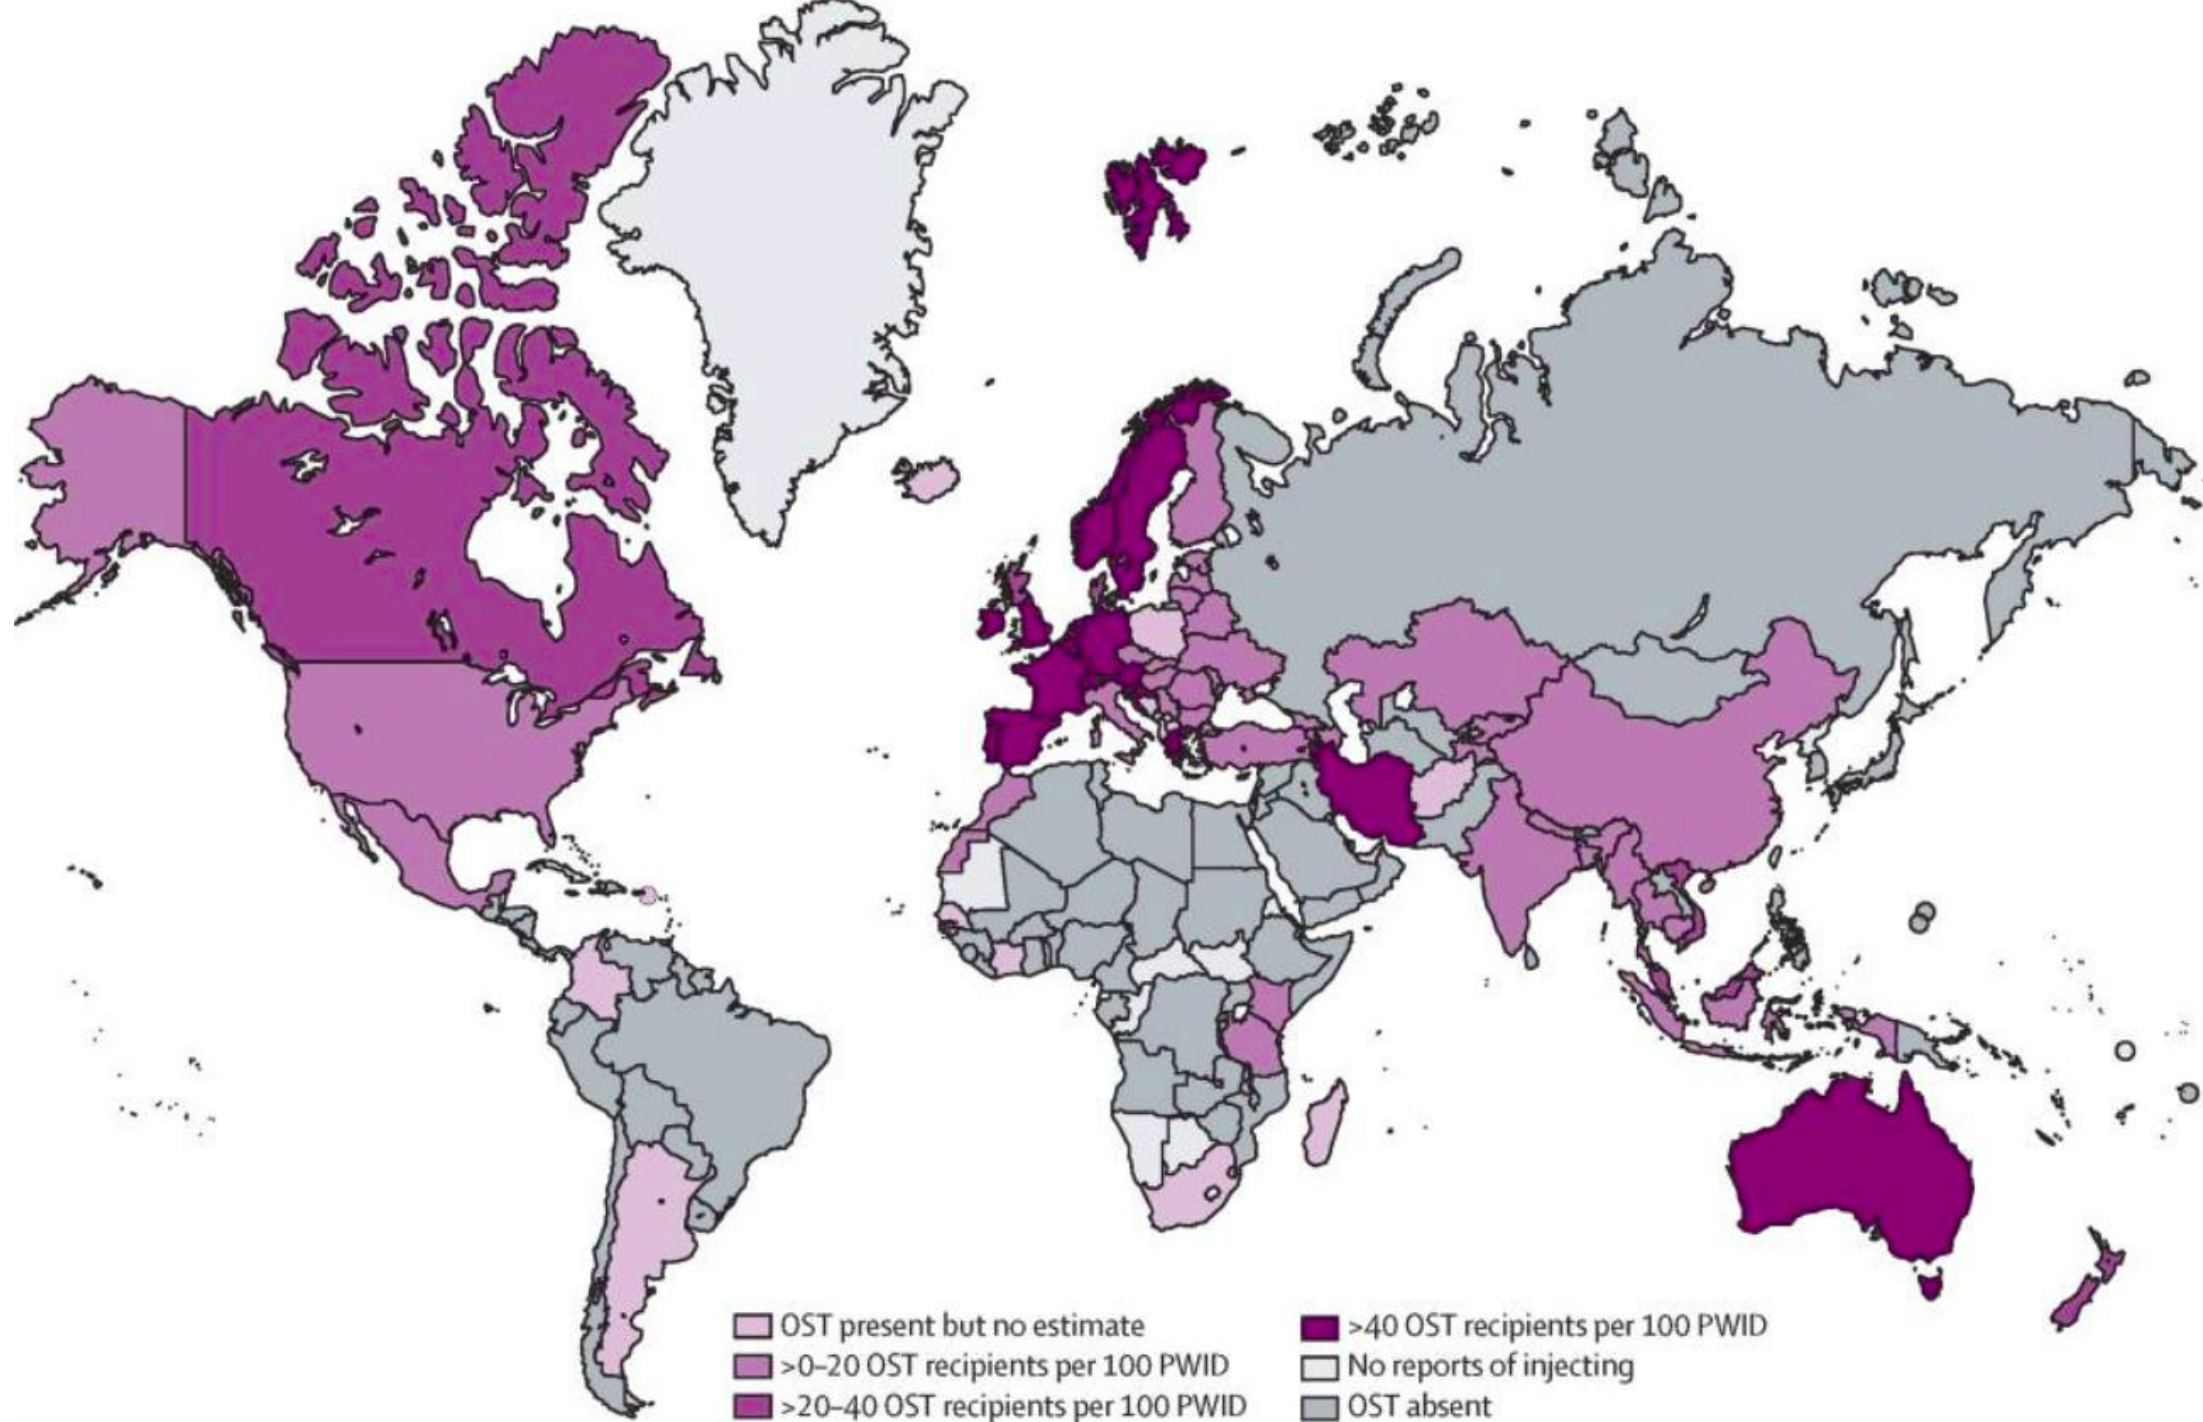 OST present but no estimate
>0–20 OST recipients per 100 PWID
>20–40 OST recipients per 100 PWID
>40 OST recipients per 100 PWID
No reports of injecting
OST absent